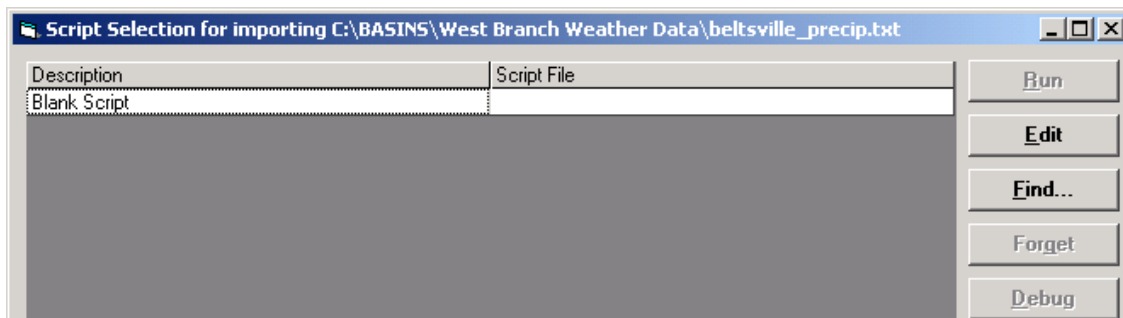 Script Selection for importing C:\BASINS\West Branch Weather Data\beltsville_precip.txt
Description Script File
Blank Script
Run
Edit
Find...
Forget
Debug